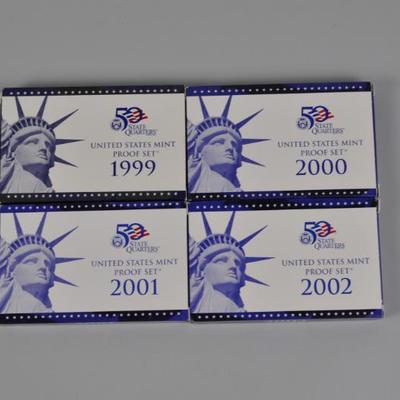 50
STATE
QUARTERS®
UNITED STATES MINT
PROOF SET®
1999
50
STATE
QUARTERS®
UNITED STATES MINT
PROOF SET®
2000
50
STATE
QUARTERS®
UNITED STATES MINT
PROOF SET®
2001
50
STATE
QUARTERS®
UNITED STATES MINT
PROOF SET®
2002